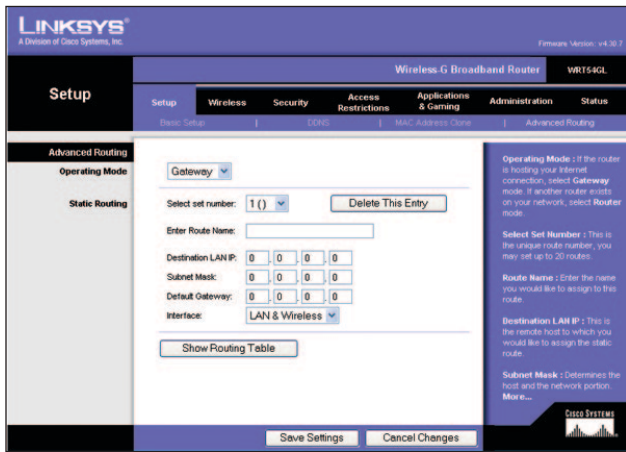 LINKSYS®
A Division of Cisco Systems, Inc.
Firmware Version: v4.30.7
Wireless-G Broadband Router WRT54GL
Setup
Setup Wireless Security Access Restrictions Applications & Gaming Administration Status
Basic Setup | DDNS | MAC Address Clone | Advanced Routing
Advanced Routing
Operating Mode
Gateway
Static Routing
Select set number: 1 () Delete This Entry
Enter Route Name:
Destination LAN IP: 0 . 0 . 0 . 0
Subnet Mask: 0 . 0 . 0 . 0
Default Gateway: 0 . 0 . 0 . 0
Interface: LAN & Wireless
Show Routing Table
Operating Mode : If the router
is hosting your Internet
connection, select Gateway
mode. If another router exists
on your network, select Router
mode.
Select Set Number : This is
the unique route number, you
may set up to 20 routes.
Route Name : Enter the name
you would like to assign to this
route.
Destination LAN IP : This is
the remote host to which you
would like to assign the static
route.
Subnet Mask : Determines the
host and the network portion.
More...
Save Settings Cancel Changes
CISCO SYSTEMS